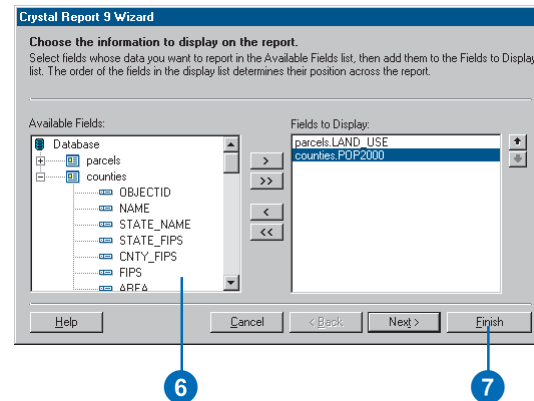 Crystal Report 9 Wizard
Choose the information to display on the report.
Select fields whose data you want to report in the Available Fields list, then add them to the Fields to Display
list. The order of the fields in the display list determines their position across the report.
Available Fields:
Fields to Display:
Database
parcels
counties
OBJECTID
NAME
STATE_NAME
STATE_FIPS
CNTY_FIPS
FIPS
AREA
>
>>
<
<<
parcels.LAND_USE
counties.POP2000
Help
Cancel
< Back
Next >
Finish
6
7